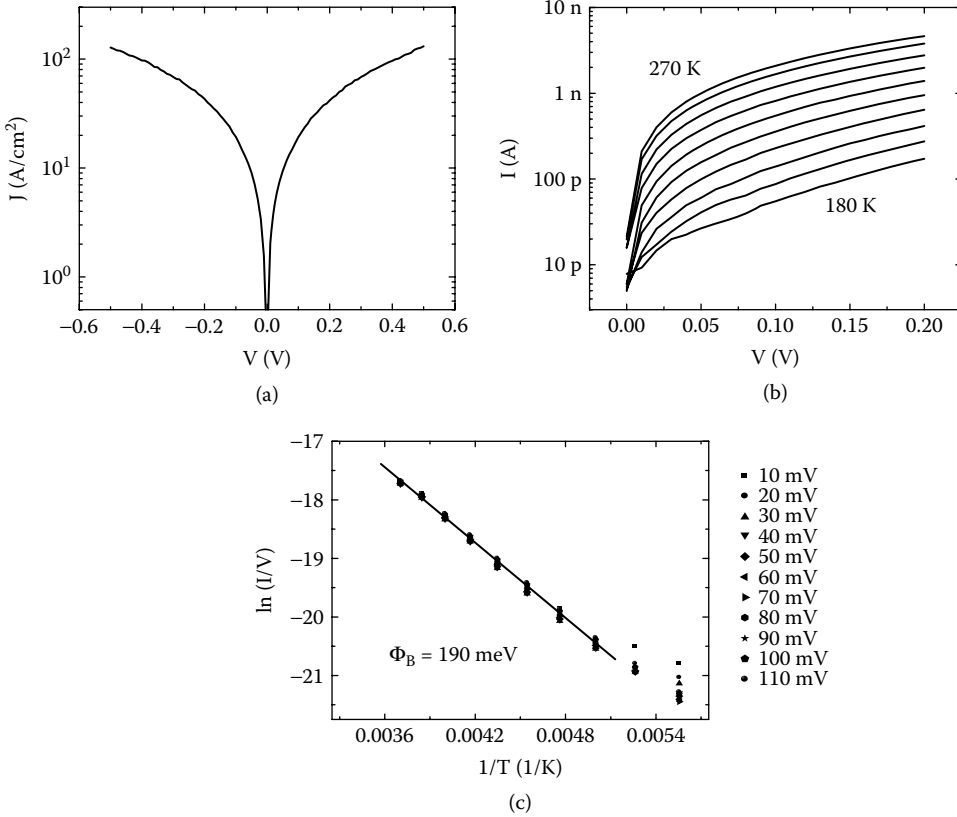 10²
10¹
10⁰
J (A/cm²)
−0.6 −0.4 −0.2 0.0 0.2 0.4 0.6
V (V)
(a)
10 n
1 n
100 p
10 p
I (A)
270 K
180 K
0.00 0.05 0.10 0.15 0.20
V (V)
(b)
−17
−18
−19
−20
−21
ln (I/V)
Φ_B = 190 meV
0.0036 0.0042 0.0048 0.0054
1/T (1/K)
(c)
10 mV
20 mV
30 mV
40 mV
50 mV
60 mV
70 mV
80 mV
90 mV
100 mV
110 mV